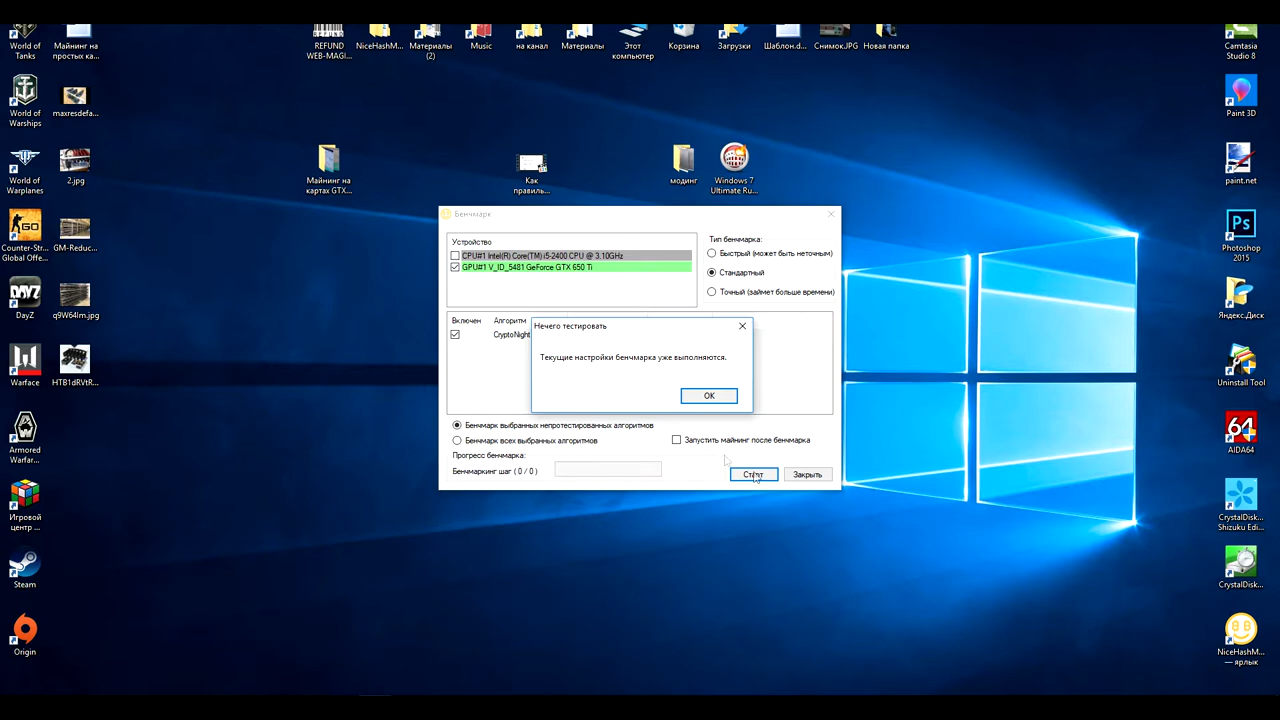 World of
Tanks
Майнинг на
простых ка...
REFUND
WEB-MAGI...
NiceHashM...
Материалы
(2)
Music
на канал
Материалы
Этот
компьютер
Корзина
Загрузки
Шаблон.d...
Снимок.JPG
Новая папка
Camtasia
Studio 8
World of
Warships
maxresdefa...
Paint 3D
World of
Warplanes
2.jpg
Майнинг на
картах GTX...
Как
правиль...
модинг
Windows 7
Ultimate Ru...
paint.net
Counter-Str...
Global Offe...
GM-Reduc...
Photoshop
2015
DayZ
q9W64lm.jpg
Яндекс.Диск
Warface
HTB1dRVtR...
Uninstall Tool
Armored
Warfar...
AIDA64
Игровой
центр ...
CrystalDisk...
Shizuku Edi...
Steam
CrystalDisk...
Origin
NiceHashM...
— ярлык
Бенчмарк
Устройство
CPU#1 Intel(R) Core(TM) i5-2400 CPU @ 3.10GHz
GPU#1 V_ID_5481 GeForce GTX 650 Ti
Тип бенчмарка:
Быстрый (может быть неточным)
Стандартный
Точный (займет больше времени)
Включен Алгоритм
CryptoNight
Нечего тестировать
Текущие настройки бенчмарка уже выполняются.
OK
Бенчмарк выбранных непротестированных алгоритмов
Бенчмарк всех выбранных алгоритмов
Запустить майнинг после бенчмарка
Прогресс бенчмарка:
Бенчмаркинг шаг ( 0 / 0 )
Старт
Закрыть